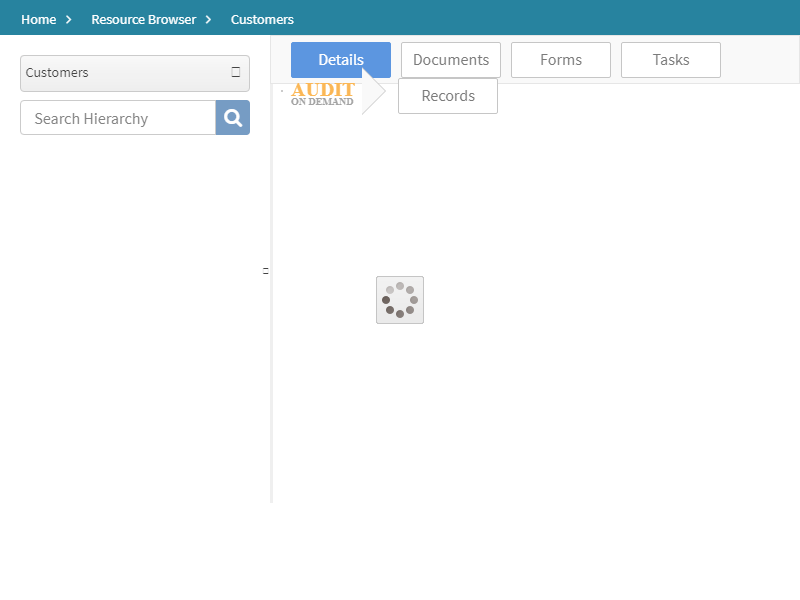 Home
Resource Browser
Customers
Customers
Search Hierarchy
Details
Documents
Forms
Tasks
AUDIT
ON DEMAND
Records